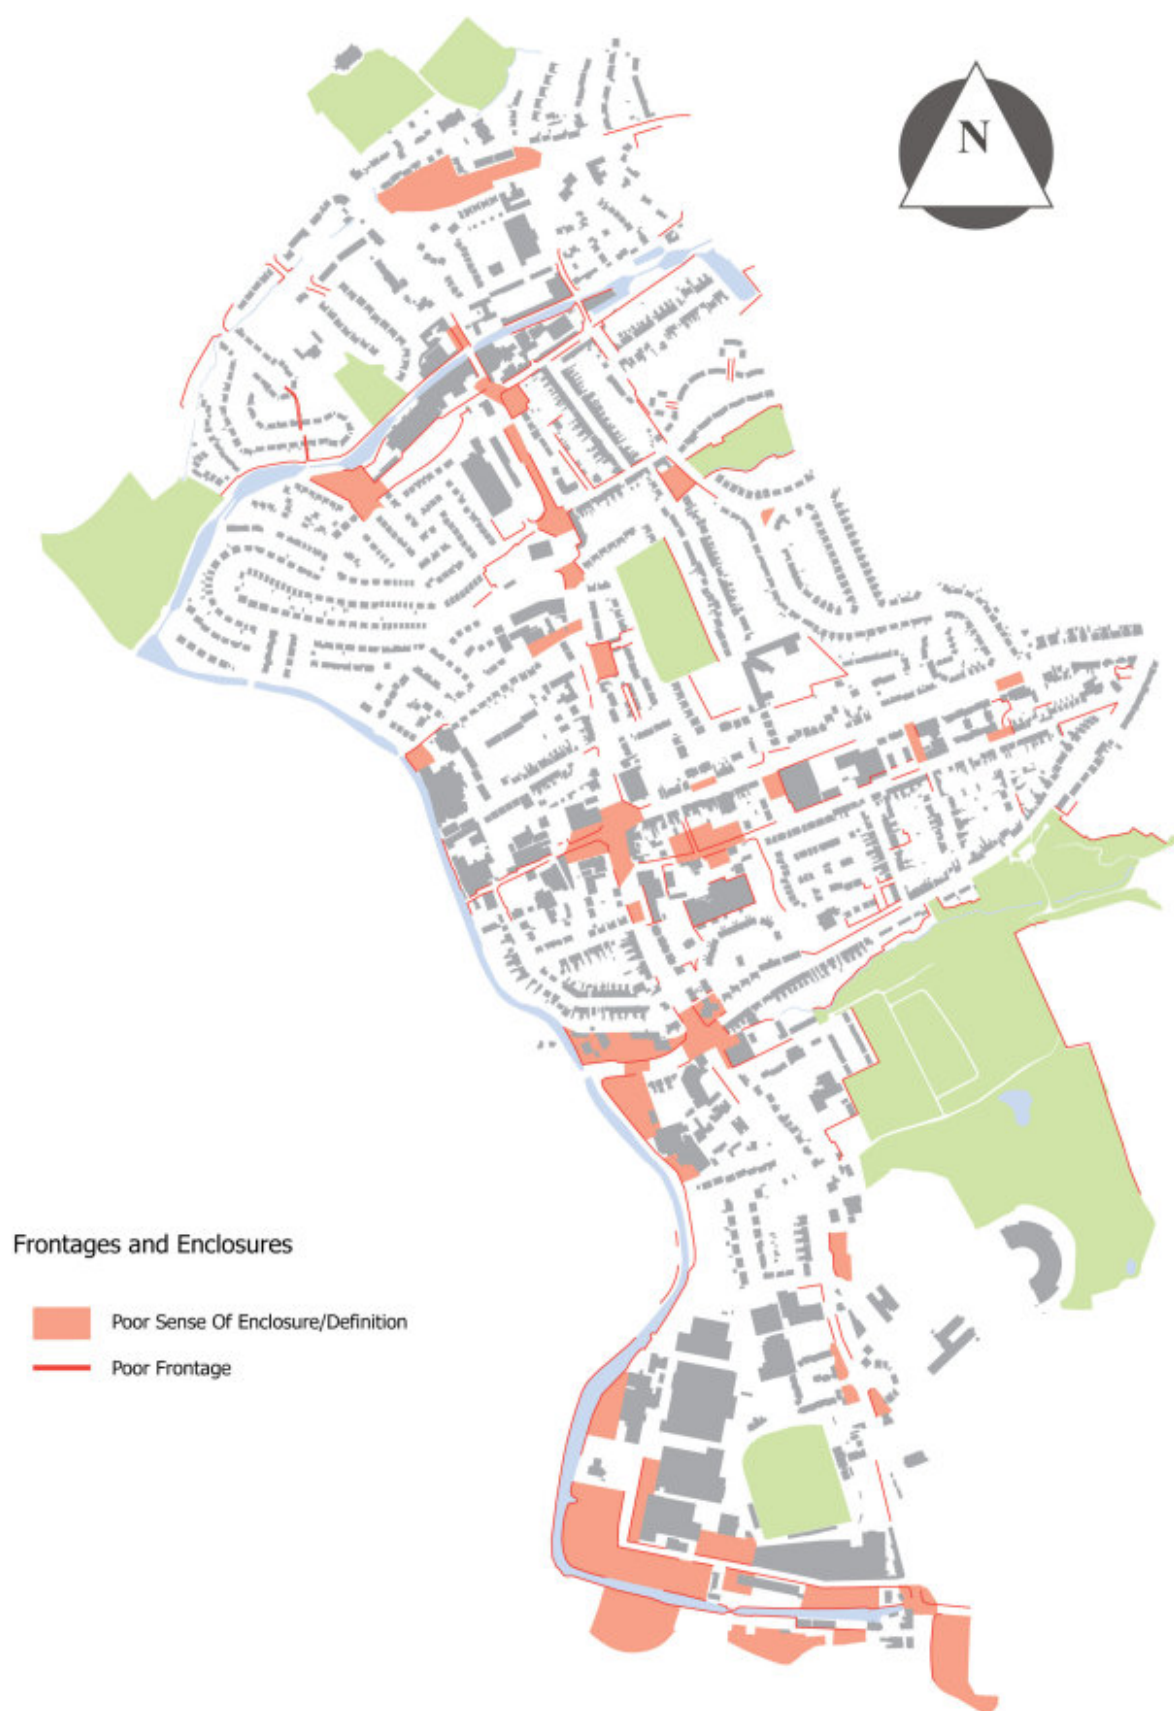 N
Frontages and Enclosures
Poor Sense Of Enclosure/Definition
Poor Frontage